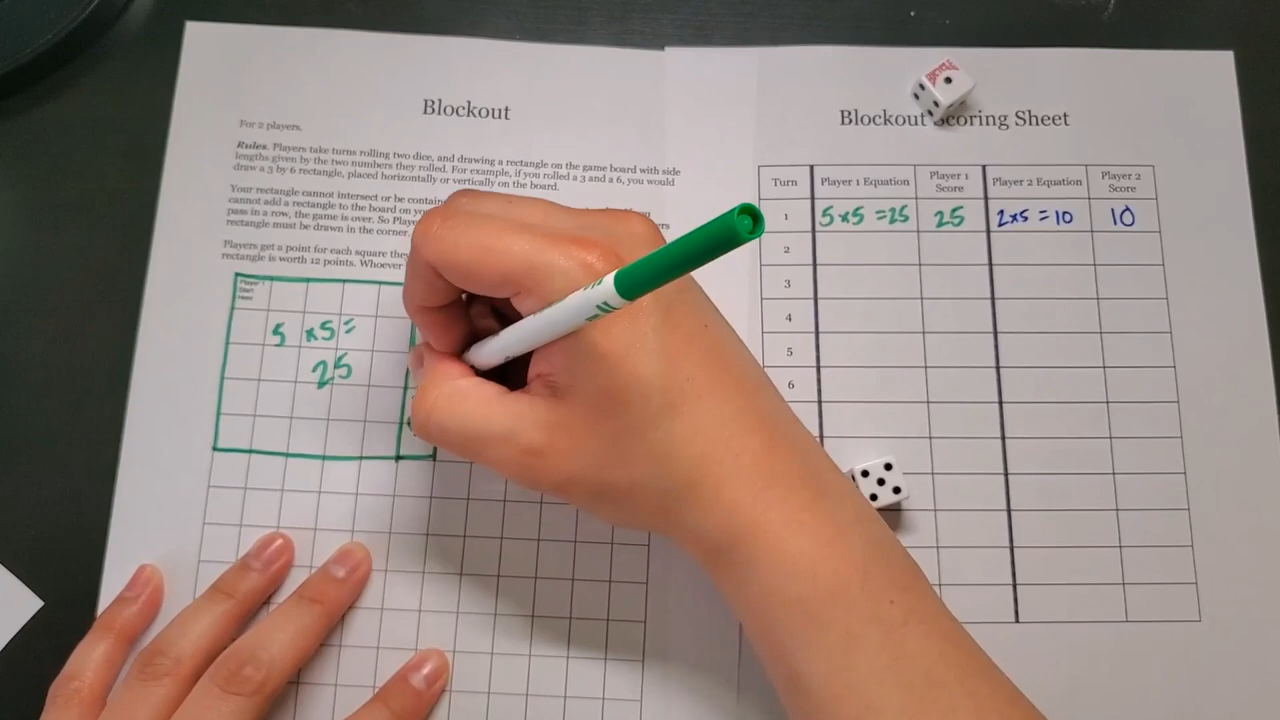 Blockout
For 2 players.
Rules. Players take turns rolling two dice, and drawing a rectangle on the game board with side
lengths given by the two numbers they rolled. For example, if you rolled a 3 and a 6, you would
draw a 3 by 6 rectangle, placed horizontally or vertically on the board.
Your rectangle cannot intersect or be
cannot add a rectangle to the board on
pass in a row, the game is over. So
rectangle must be drawn in the corner.
Players get a point for each square they
rectangle is worth 12 points. Whoever
Player 1
Start
Here
5 x5=
25
BICYCLE
Blockout Scoring Sheet
Turn Player 1 Equation Player 1 Score Player 2 Equation Player 2 Score
1 5x5 =25 25 2x5 =10 10
2
3
4
5
6